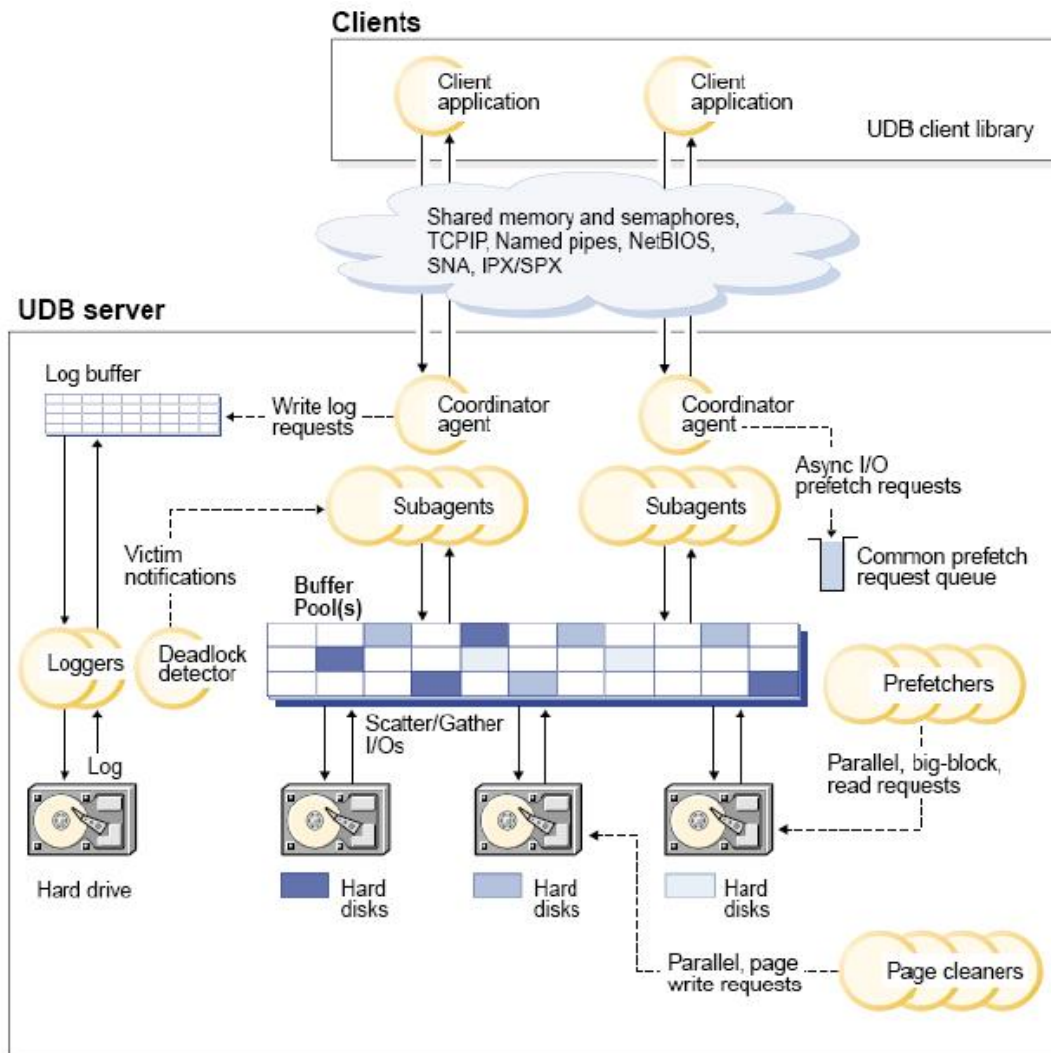 Clients
Client
application
Client
application
UDB client library
Shared memory and semaphores,
TCPIP, Named pipes, NetBIOS,
SNA, IPX/SPX
UDB server
Log buffer
Write log
requests
Coordinator
agent
Coordinator
agent
Async I/O
prefetch requests
Subagents
Subagents
Victim
notifications
Common prefetch
request queue
Buffer
Pool(s)
Loggers
Deadlock
detector
Prefetchers
Scatter/Gather
I/Os
Log
Parallel, big-block,
read requests
Hard drive
Hard
disks
Hard
disks
Hard
disks
Parallel, page
write requests
Page cleaners